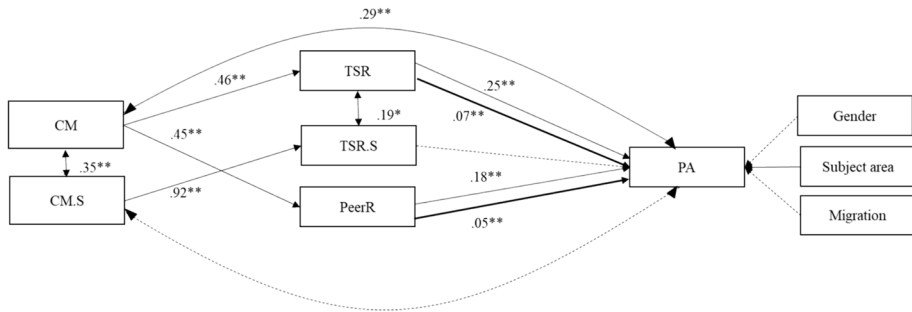 .29**
TSR
.46**
.25**
CM
.19*
.07**
Gender
.45**
TSR.S
.35**
PA
Subject area
.92**
.18**
CM.S
PeerR
.05**
Migration